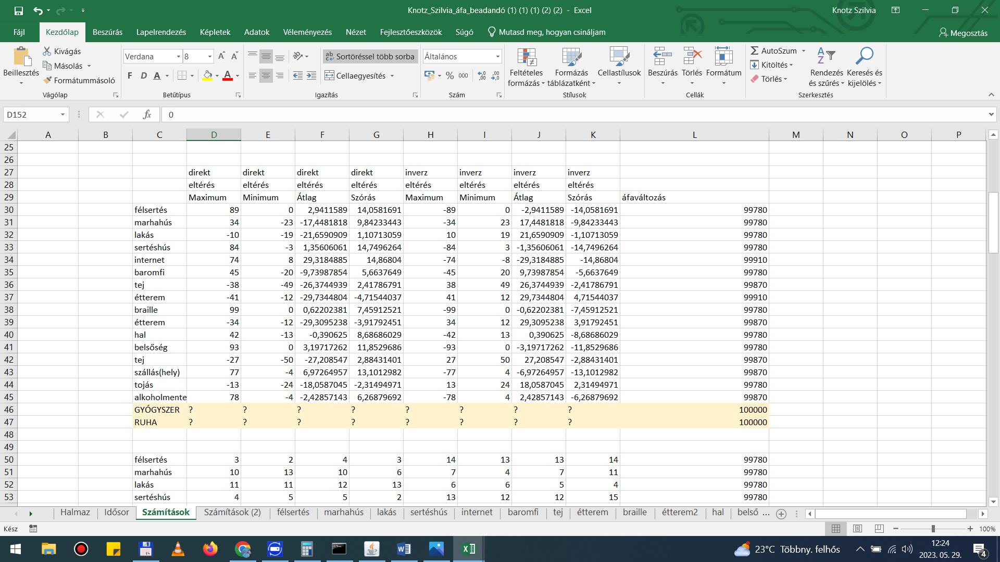 Knotz_Szilvia_áfa_beadandó (1) (1) (1) (2) (2) - Excel
Knotz Szilvia
Fájl Kezdőlap Beszúrás Lapelrendezés Képletek Adatok Véleményezés Nézet Fejlesztőeszközök Súgó Mutasd meg, hogyan csináljam Megosztás
Beillesztés
Kivágás
Másolás
Formátummásoló
Vágólap
Verdana 8
F D A A
Betűtípus
Sortöréssel több sorba
Cellaegyesítés
Igazítás
Általános
% 000
Szám
Feltételes formázás
Formázás táblázatként
Cellastílusok
Stílusok
Beszúrás Törlés Formátum
Cellák
AutoSzum
Kitöltés
Törlés
Rendezés és szűrés
Keresés és kijelölés
Szerkesztés
D152 fx 0
A B C D E F G H I J K L M N O P
25
26
27 direkt direkt direkt direkt inverz inverz inverz inverz
28 eltérés eltérés eltérés eltérés eltérés eltérés eltérés eltérés
29 Maximum Minimum Átlag Szórás Maximum Minimum Átlag Szórás áfaváltozás
30 félsertés 89 0 2,9411589 14,0581691 -89 0 -2,9411589 -14,0581691 99780
31 marhahús 34 -23 -17,4481818 9,84233443 -34 23 17,4481818 -9,84233443 99780
32 lakás -10 -19 -21,6590909 1,10713059 10 19 21,6590909 -1,10713059 99780
33 sertéshús 84 -3 1,35606061 14,7496264 -84 3 -1,35606061 -14,7496264 99780
34 internet 74 8 29,3184885 14,86804 -74 -8 -29,3184885 -14,86804 99910
35 baromfi 45 -20 -9,73987854 5,6637649 -45 20 9,73987854 -5,6637649 99780
36 tej -38 -49 -26,3744939 2,41786791 38 49 26,3744939 -2,41786791 99870
37 étterem -41 -12 -29,7344804 -4,71544037 41 12 29,7344804 4,71544037 99910
38 braille 99 0 0,62202381 7,45912521 -99 0 -0,62202381 -7,45912521 99780
39 étterem -34 -12 -29,3095238 -3,91792451 34 12 29,3095238 3,91792451 99870
40 hal 42 -13 -0,390625 8,68686029 -42 13 0,390625 -8,68686029 99780
41 belsőség 93 0 3,19717262 11,8529686 -93 0 -3,19717262 -11,8529686 99780
42 tej -27 -50 -27,208547 2,88431401 27 50 27,208547 -2,88431401 99870
43 szállás(hely) 77 -4 6,97264957 13,1012982 -77 4 -6,97264957 -13,1012982 99870
44 tojás -13 -24 -18,0587045 -2,31494971 13 24 18,0587045 2,31494971 99780
45 alkoholmente 78 -4 -2,42857143 6,26879692 -78 4 2,42857143 -6,26879692 99870
46 GYÓGYSZER ? ? ? ? ? ? ? ? 100000
47 RUHA ? ? ? ? ? ? ? ? 100000
48
49
50 félsertés 3 2 4 3 14 13 13 14 99780
51 marhahús 10 13 10 6 7 4 7 11 99780
52 lakás 11 11 12 13 6 6 5 4 99780
53 sertéshús 4 5 5 2 13 12 12 15 99780
Halmaz Idősor Számítások Számítások (2) félsertés marhahús lakás sertéshús internet baromfi tej étterem braille étterem2 hal belső ...
Kész 100%
23°C Többny. felhős
12:24
2023. 05. 29.
4